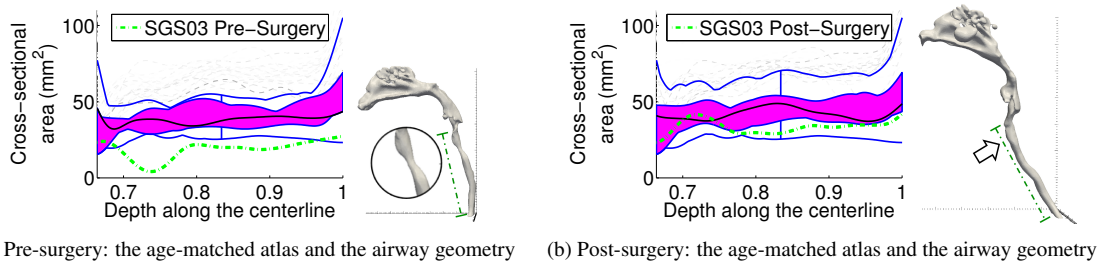 100
50
0
Cross−sectional
area (mm2)
SGS03 Pre−Surgery
0.7 0.8 0.9 1
Depth along the centerline
Pre-surgery: the age-matched atlas and the airway geometry
100
50
0
Cross−sectional
area (mm2)
SGS03 Post−Surgery
0.7 0.8 0.9 1
Depth along the centerline
(b) Post-surgery: the age-matched atlas and the airway geometry